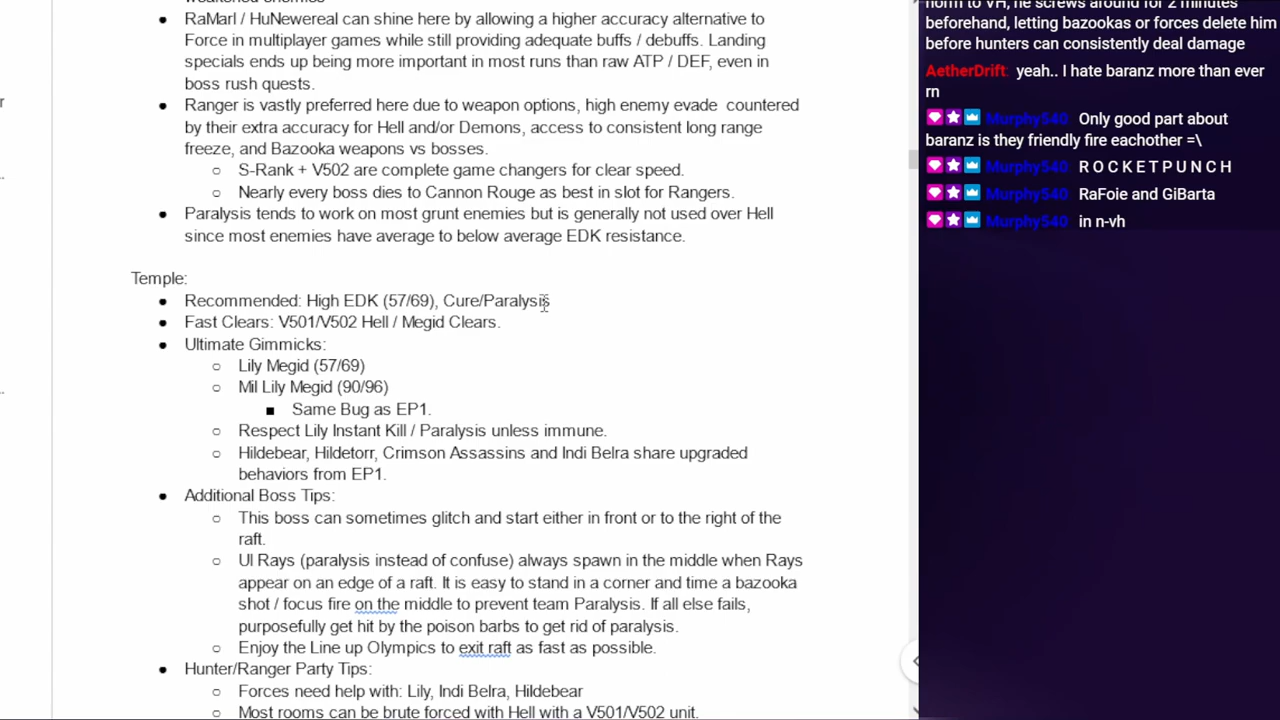 weakened enemies
RaMarl / HuNewereal can shine here by allowing a higher accuracy alternative to
Force in multiplayer games while still providing adequate buffs / debuffs. Landing
specials ends up being more important in most runs than raw ATP / DEF, even in
boss rush quests.
Ranger is vastly preferred here due to weapon options, high enemy evade countered
by their extra accuracy for Hell and/or Demons, access to consistent long range
freeze, and Bazooka weapons vs bosses.
S-Rank + V502 are complete game changers for clear speed.
Nearly every boss dies to Cannon Rouge as best in slot for Rangers.
Paralysis tends to work on most grunt enemies but is generally not used over Hell
since most enemies have average to below average EDK resistance.
Temple:
Recommended: High EDK (57/69), Cure/Paralysis
Fast Clears: V501/V502 Hell / Megid Clears.
Ultimate Gimmicks:
Lily Megid (57/69)
Mil Lily Megid (90/96)
Same Bug as EP1.
Respect Lily Instant Kill / Paralysis unless immune.
Hildebear, Hildetorr, Crimson Assassins and Indi Belra share upgraded
behaviors from EP1.
Additional Boss Tips:
This boss can sometimes glitch and start either in front or to the right of the
raft.
Ul Rays (paralysis instead of confuse) always spawn in the middle when Rays
appear on an edge of a raft. It is easy to stand in a corner and time a bazooka
shot / focus fire on the middle to prevent team Paralysis. If all else fails,
purposefully get hit by the poison barbs to get rid of paralysis.
Enjoy the Line up Olympics to exit raft as fast as possible.
Hunter/Ranger Party Tips:
Forces need help with: Lily, Indi Belra, Hildebear
Most rooms can be brute forced with Hell with a V501/V502 unit.
norm to VH, he screws around for 2 minutes
beforehand, letting bazookas or forces delete him
before hunters can consistently deal damage
AetherDrift: yeah.. I hate baranz more than ever
rn
Murphy540: Only good part about
baranz is they friendly fire eachother =\
Murphy540: R O C K E T P U N C H
Murphy540: RaFoie and GiBarta
Murphy540: in n-vh